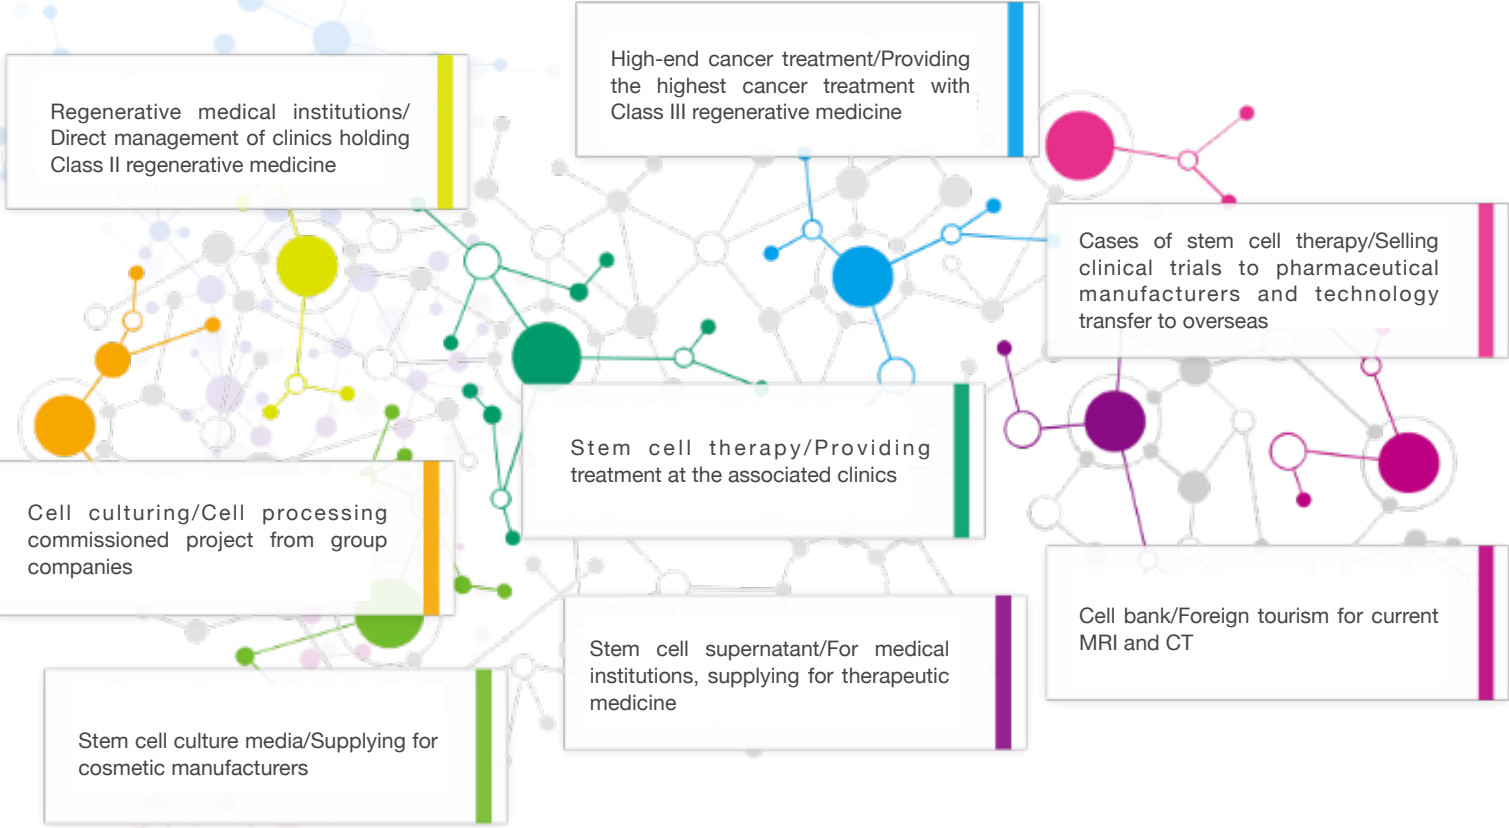 High-end cancer treatment/Providing
the highest cancer treatment with
Class III regenerative medicine
Regenerative medical institutions/
Direct management of clinics holding
Class II regenerative medicine
Cases of stem cell therapy/Selling
clinical trials to pharmaceutical
manufacturers and technology
transfer to overseas
Stem cell therapy/Providing
treatment at the associated clinics
Cell culturing/Cell processing
commissioned project from group
companies
Cell bank/Foreign tourism for current
MRI and CT
Stem cell supernatant/For medical
institutions, supplying for therapeutic
medicine
Stem cell culture media/Supplying for
cosmetic manufacturers